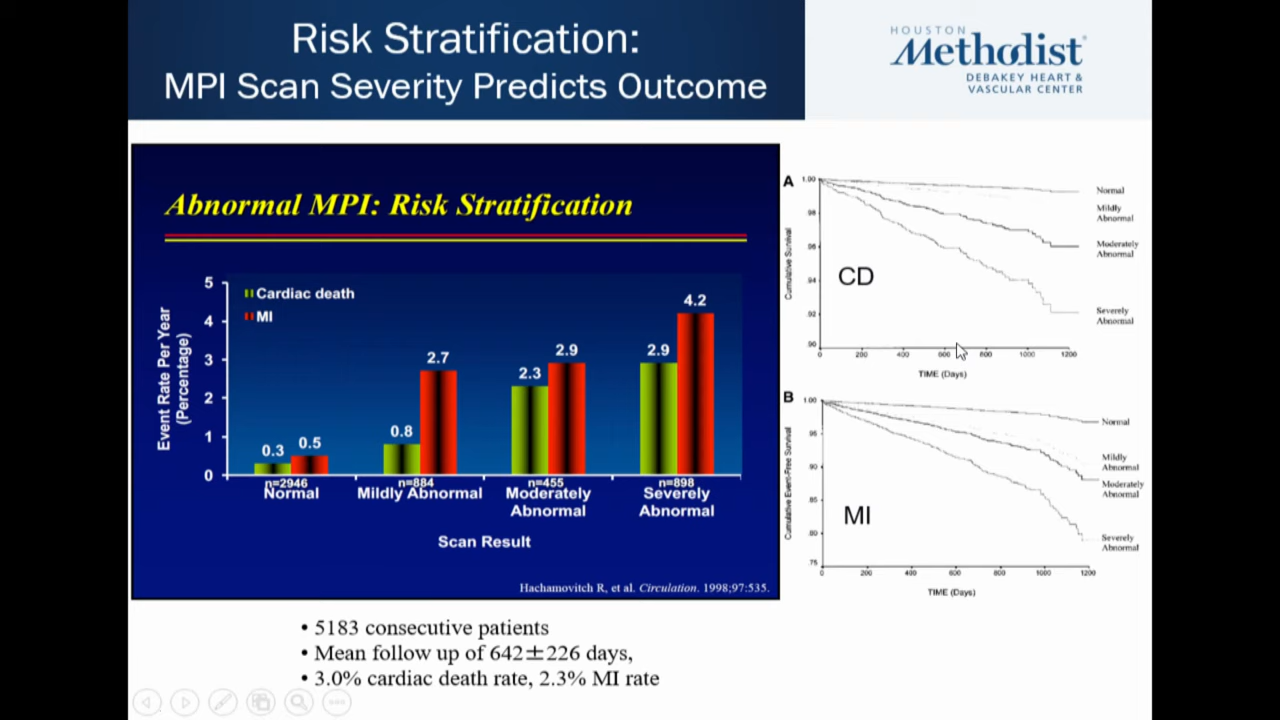 Risk Stratification:
MPI Scan Severity Predicts Outcome
HOUSTON
Methodist
DEBAKEY HEART &
VASCULAR CENTER
Abnormal MPI: Risk Stratification
Event Rate Per Year
(Percentage)
5
4
3
2
1
0
Cardiac death
MI
0.3
0.5
0.8
2.7
2.3
2.9
2.9
4.2
n=2946
n=884
n=455
n=898
Normal
Mildly Abnormal
Moderately
Abnormal
Severely
Abnormal
Scan Result
Hachamovitch R, et al. Circulation. 1998;97:535.
A
Cumulative Survival
1.00
.98
.96
.94
.92
.90
CD
Normal
Mildly
Abnormal
Moderately
Abnormal
Severely
Abnormal
0 200 400 600 800 1000 1200
TIME (Days)
B
Cumulative Event-Free Survival
1.00
.95
.90
.85
.80
.75
MI
Normal
Mildly
Abnormal
Moderately
Abnormal
Severely
Abnormal
0 200 400 600 800 1000 1200
TIME (Days)
• 5183 consecutive patients
• Mean follow up of 642±226 days,
• 3.0% cardiac death rate, 2.3% MI rate